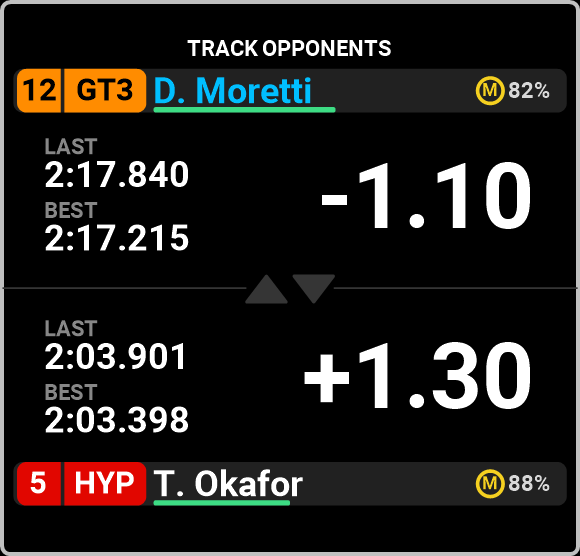 TRACK OPPONENTS
12 GT3 D. Moretti M 82%
LAST
2:17.840
-1.10
BEST
2:17.215
LAST
2:03.901
+1.30
BEST
2:03.398
5 HYP T. Okafor M 88%